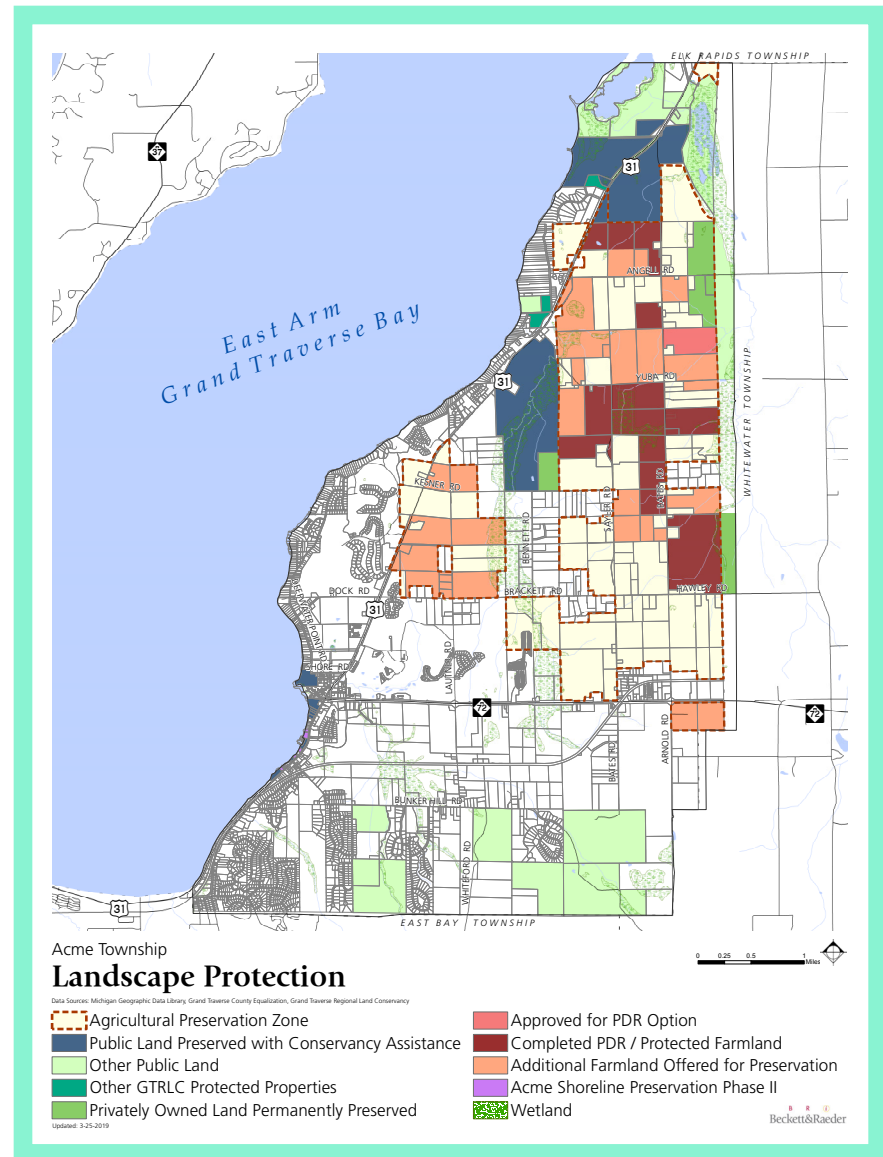 ELK RAPIDS TOWNSHIP
37
31
ANGELL RD
East Arm
Grand Traverse Bay
31
YUBA RD
WHITEWATER TOWNSHIP
KESNER RD
BATES RD
SAYLER RD
BENNETT RD
DOCK RD
BRACKETT RD
HAWLEY RD
31
SHORE RD
LAUTNER RD
72
72
ARNOLD RD
BATES RD
BUNKER HILL RD
WHITEFORD RD
31
EAST BAY TOWNSHIP
Acme Township
Landscape Protection
0 0.25 0.5 1
Miles
Data Sources: Michigan Geographic Data Library, Grand Traverse County Equalization, Grand Traverse Regional Land Conservancy
Agricultural Preservation Zone
Public Land Preserved with Conservancy Assistance
Other Public Land
Other GTRLC Protected Properties
Privately Owned Land Permanently Preserved
Approved for PDR Option
Completed PDR / Protected Farmland
Additional Farmland Offered for Preservation
Acme Shoreline Preservation Phase II
Wetland
Updated: 3-25-2019
B R i
Beckett&Raeder